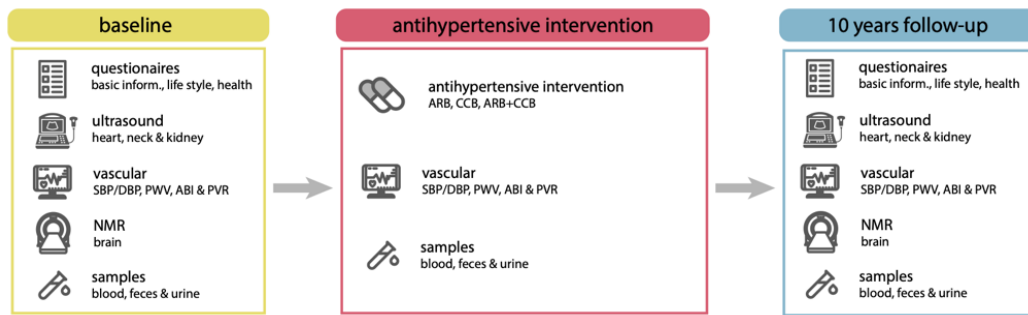 baseline
questionaires
basic inform., life style, health
ultrasound
heart, neck & kidney
vascular
SBP/DBP, PWV, ABI & PVR
NMR
brain
samples
blood, feces & urine
antihypertensive intervention
antihypertensive intervention
ARB, CCB, ARB+CCB
vascular
SBP/DBP, PWV, ABI & PVR
samples
blood, feces & urine
10 years follow-up
questionaires
basic inform., life style, health
ultrasound
heart, neck & kidney
vascular
SBP/DBP, PWV, ABI & PVR
NMR
brain
samples
blood, feces & urine